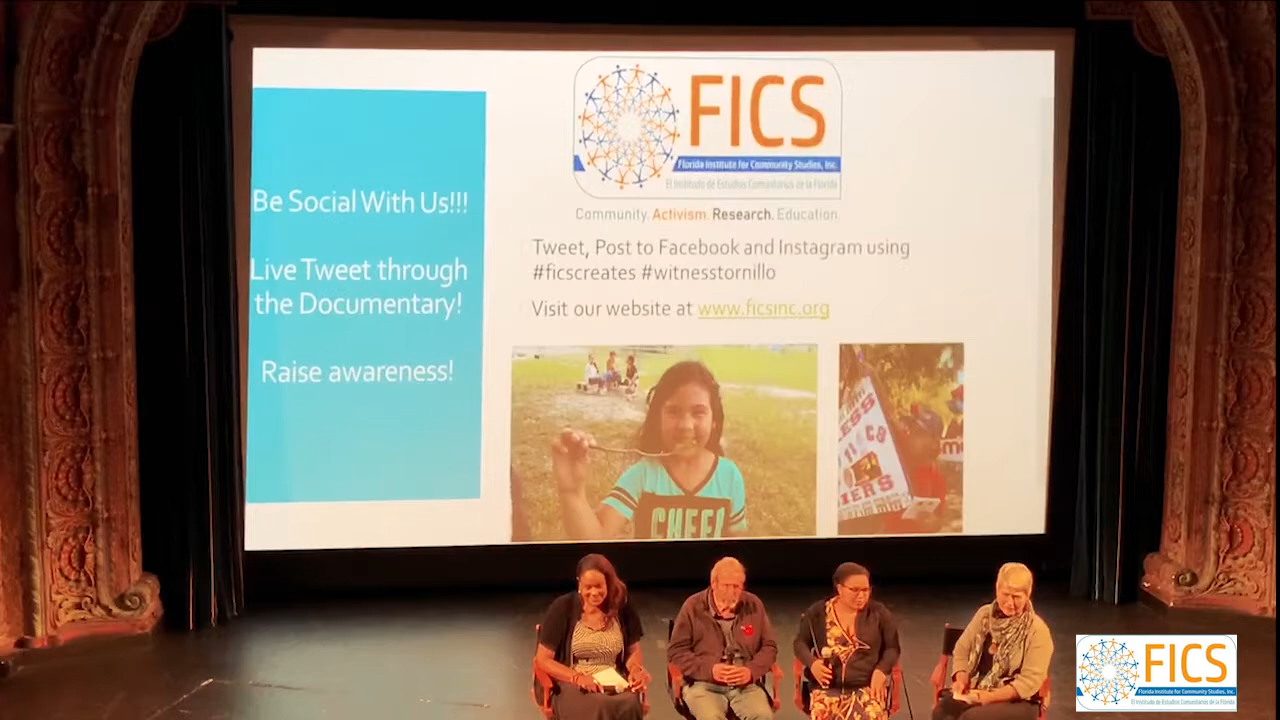 Be Social With Us!!!
Live Tweet through
the Documentary!
Raise awareness!
FICS
Florida Institute for Community Studies, Inc.
El Instituto de Estudios Comunitarios de la Florida
Community. Activism. Research. Education.
Tweet, Post to Facebook and Instagram using
#ficscreates #witnesstornillo
Visit our website at www.ficsinc.org
CHEE
ESS
IERS
FICS
Florida Institute for Community Studies, Inc.
El Instituto de Estudios Comunitarios de la Florida